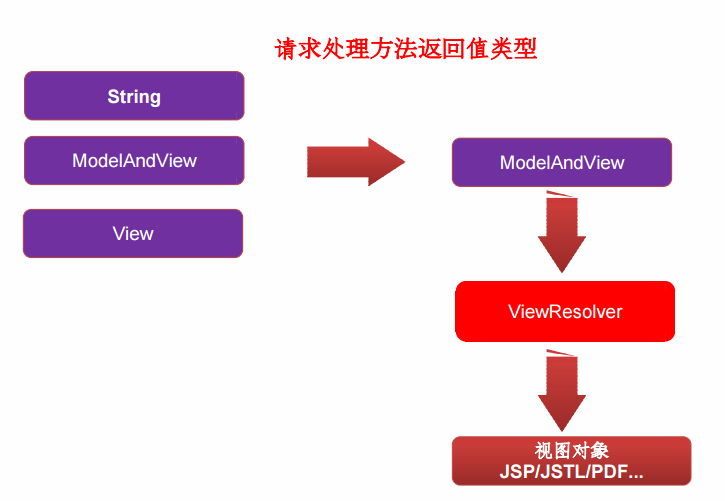 请求处理方法返回值类型
String
ModelAndView
View
ModelAndView
ViewResolver
视图对象
JSP/JSTL/PDF...